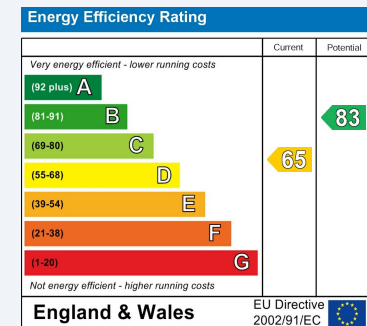 Energy Efficiency Rating
Current Potential
Very energy efficient - lower running costs
(92 plus) A
(81-91) B
83
(69-80) C
65
(55-68) D
(39-54) E
(21-38) F
(1-20) G
Not energy efficient - higher running costs
England & Wales
EU Directive
2002/91/EC